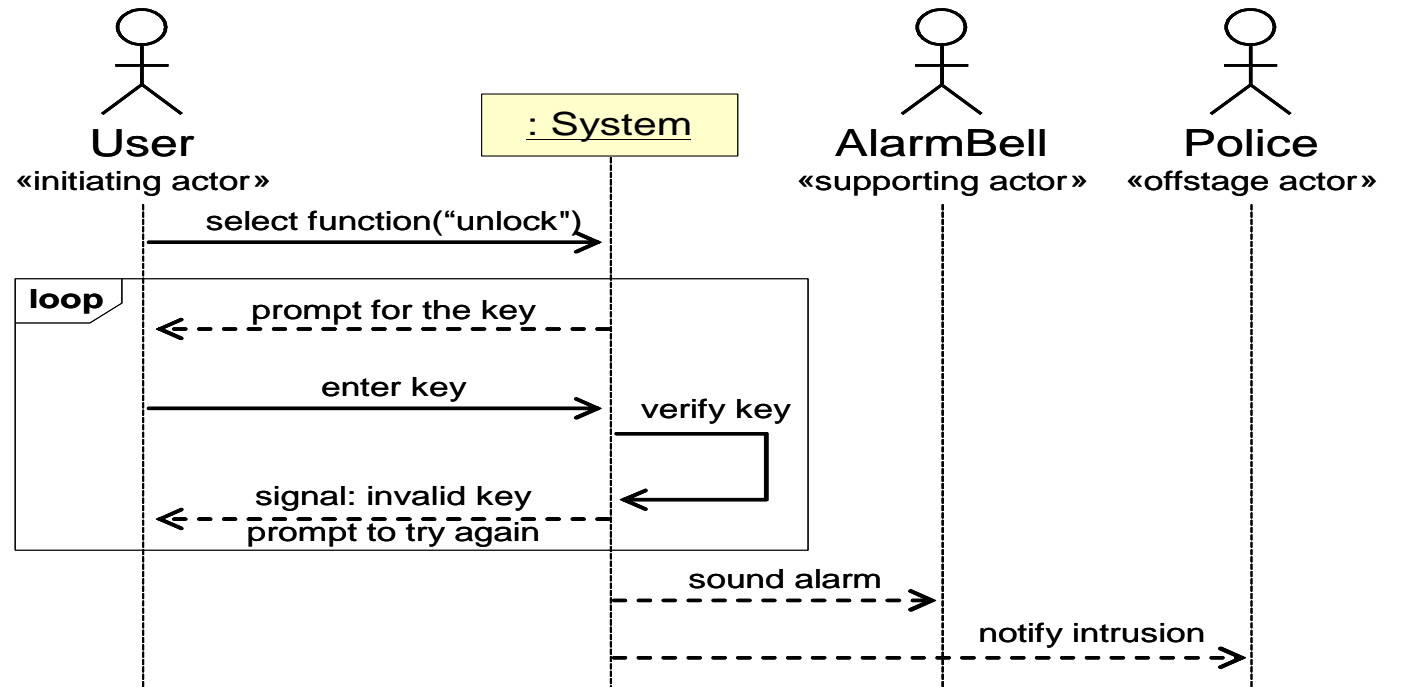 User
«initiating actor»
: System
AlarmBell
«supporting actor»
Police
«offstage actor»
select function(“unlock")
loop
prompt for the key
enter key
verify key
signal: invalid key
prompt to try again
sound alarm
notify intrusion